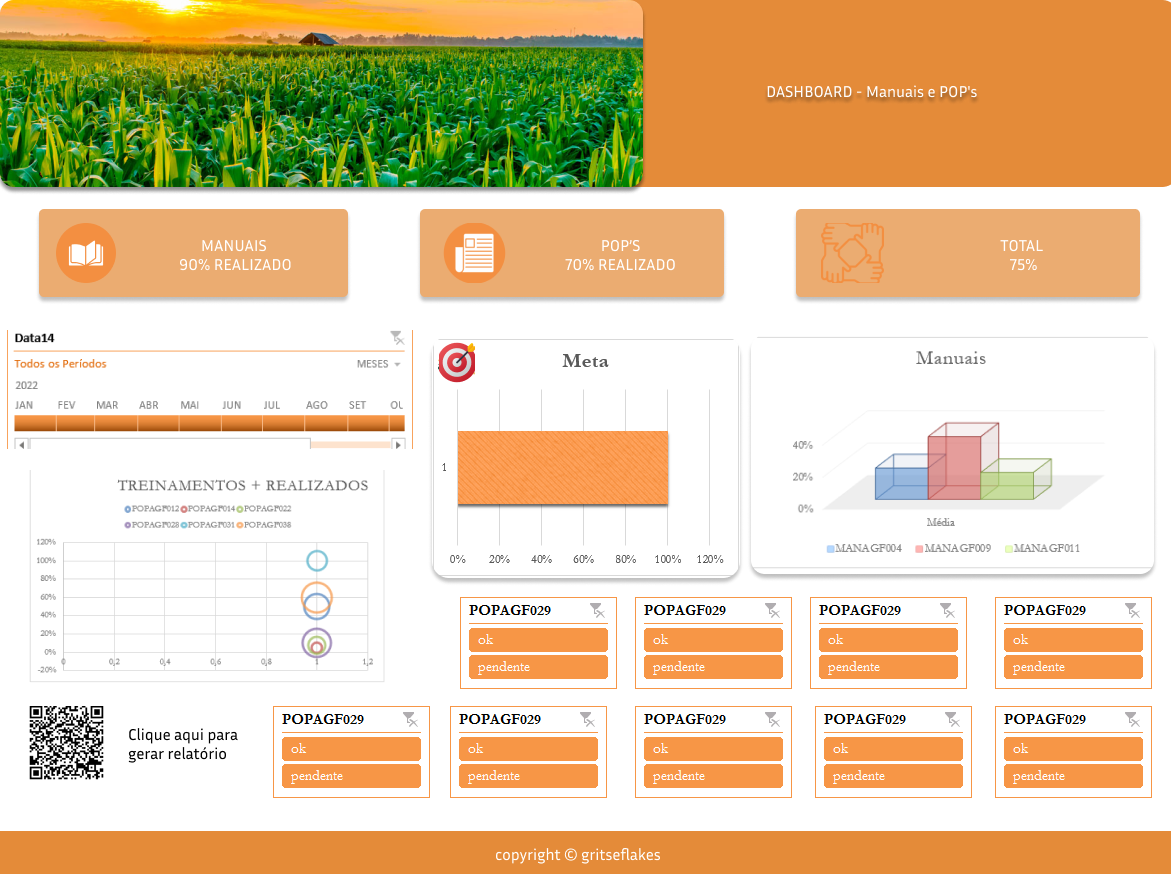 DASHBOARD - Manuais e POP's
MANUAIS
90% REALIZADO
POP'S
70% REALIZADO
TOTAL
75%
Data14
Todos os Períodos
MESES
2022
JAN FEV MAR ABR MAI JUN JUL AGO SET OU
Meta
1
0% 20% 40% 60% 80% 100% 120%
Manuais
40%
20%
0%
Média
MANAGF004 MANAGF009 MANAGF011
TREINAMENTOS + REALIZADOS
POPAGF012 POPAGF014 POPAGF022
POPAGF028 POPAGF031 POPAGF038
120%
100%
80%
60%
40%
20%
0%
-20%
0 0,2 0,4 0,6 0,8 1 1,2
POPAGF029
ok
pendente
POPAGF029
ok
pendente
POPAGF029
ok
pendente
POPAGF029
ok
pendente
Clique aqui para
gerar relatório
POPAGF029
ok
pendente
POPAGF029
ok
pendente
POPAGF029
ok
pendente
POPAGF029
ok
pendente
POPAGF029
ok
pendente
copyright © gritseflakes